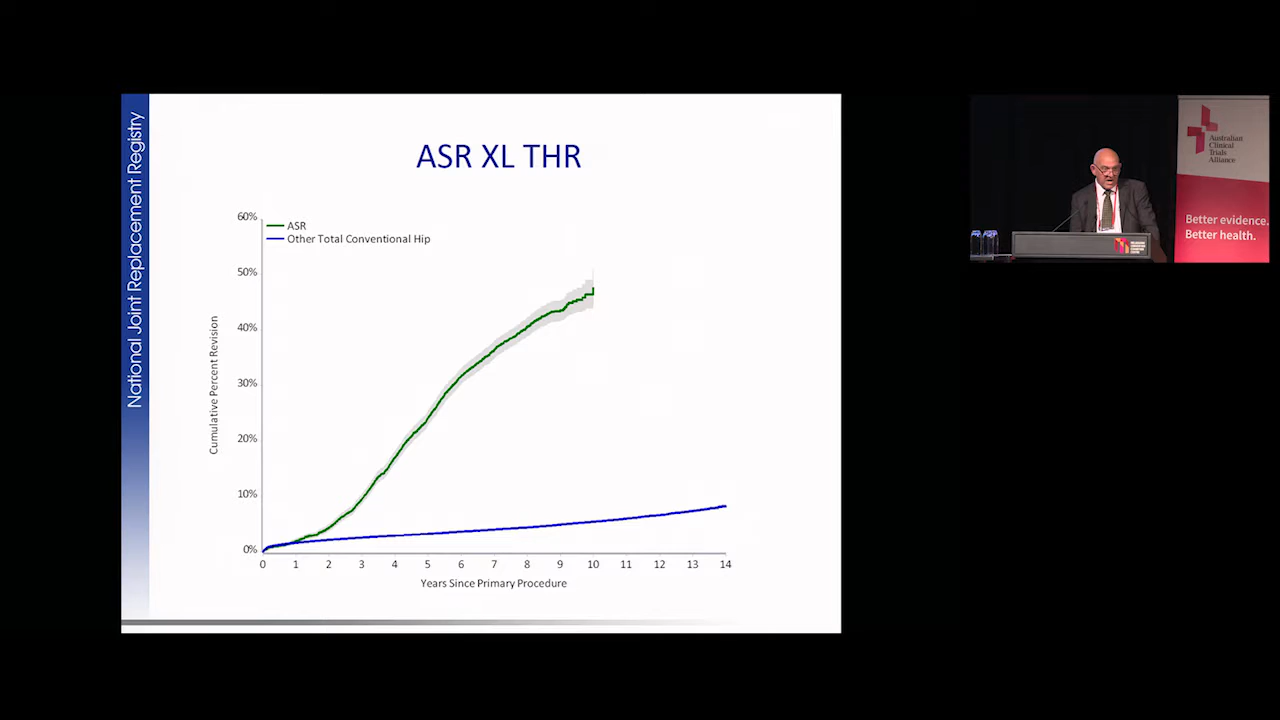 National Joint Replacement Registry
ASR XL THR
ASR
Other Total Conventional Hip
Cumulative Percent Revision
60%
50%
40%
30%
20%
10%
0%
0 1 2 3 4 5 6 7 8 9 10 11 12 13 14
Years Since Primary Procedure
Australian
Clinical
Trials
Alliance
Better evidence.
Better health.